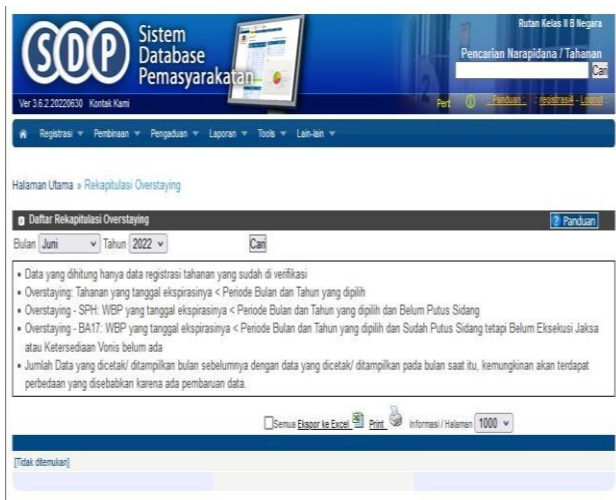 Rutan Kelas II B Negara
SDP
Sistem
Database
Pemasyarakatan
Pencarian Narapidana / Tahanan
Cari
Ver 3.6.2.20220630 Kontak Kami
Pert Panduan : registrasi4 - Logout
Registrasi Pembinaan Pengaduan Laporan Tools Lain-lain
Halaman Utama » Rekapitulasi Overstaying
Daftar Rekapitulasi Overstaying
? Panduan
Bulan Juni Tahun 2022 Cari
• Data yang dihitung hanya data registrasi tahanan yang sudah di verifikasi
• Overstaying: Tahanan yang tanggal ekspirasinya < Periode Bulan dan Tahun yang dipilih
• Overstaying - SPH: WBP yang tanggal ekspirasinya < Periode Bulan dan Tahun yang dipilih dan Belum Putus Sidang
• Overstaying - BA17: WBP yang tanggal ekspirasinya < Periode Bulan dan Tahun yang dipilih dan Sudah Putus Sidang tetapi Belum Eksekusi Jaksa
atau Ketersediaan Vonis belum ada
• Jumlah Data yang dicetak/ ditampilkan bulan sebelumnya dengan data yang dicetak/ ditampilkan pada bulan saat itu, kemungkinan akan terdapat
perbedaan yang disebabkan karena ada pembaruan data.
Semua Ekspor ke Excel Print Informasi / Halaman 1000
[Tidak ditemukan]